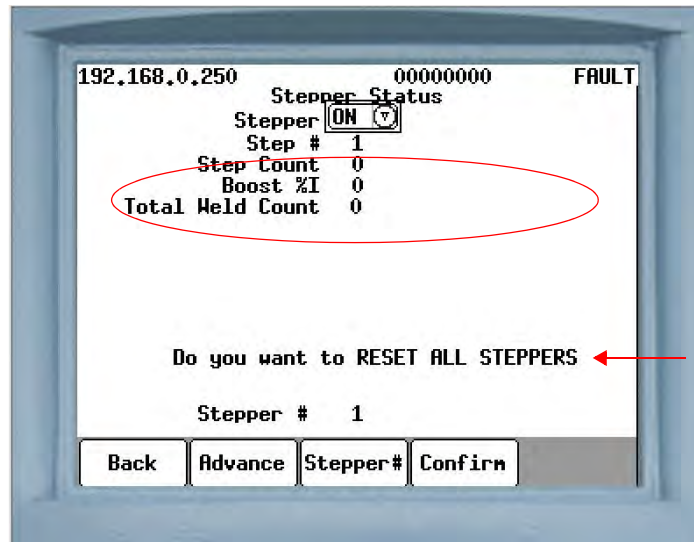 192.168.0.250 00000000 FAULT
Stepper Status
Stepper ON
Step # 1
Step Count 0
Boost %I 0
Total Weld Count 0
Do you want to RESET ALL STEPPERS
Stepper # 1
Back Advance Stepper# Confirm